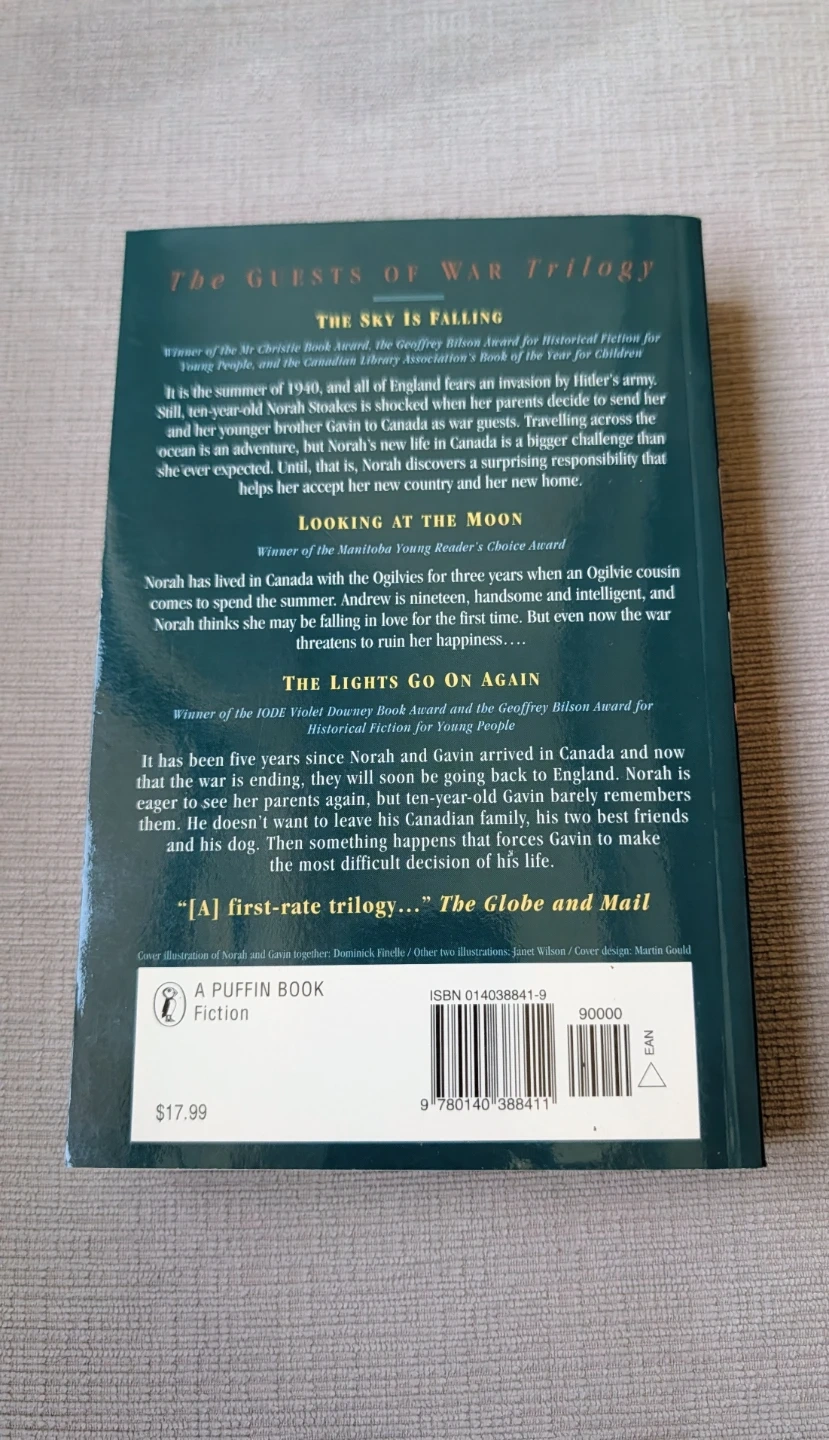 The GUESTS OF WAR Trilogy
THE SKY IS FALLING
Winner of the Mr Christie Book Award, the Geoffrey Bilson Award for Historical Fiction for
Young People, and the Canadian Library Association's Book of the Year for Children
It is the summer of 1940, and all of England fears an invasion by Hitler's army.
Still, ten-year-old Norah Stoakes is shocked when her parents decide to send her
and her younger brother Gavin to Canada as war guests. Travelling across the
ocean is an adventure, but Norah's new life in Canada is a bigger challenge than
she ever expected. Until, that is, Norah discovers a surprising responsibility that
helps her accept her new country and her new home.
LOOKING AT THE MOON
Winner of the Manitoba Young Reader's Choice Award
Norah has lived in Canada with the Ogilvies for three years when an Ogilvie cousin
comes to spend the summer. Andrew is nineteen, handsome and intelligent, and
Norah thinks she may be falling in love for the first time. But even now the war
threatens to ruin her happiness....
THE LIGHTS GO ON AGAIN
Winner of the IODE Violet Downey Book Award and the Geoffrey Bilson Award for
Historical Fiction for Young People
It has been five years since Norah and Gavin arrived in Canada and now
that the war is ending, they will soon be going back to England. Norah is
eager to see her parents again, but ten-year-old Gavin barely remembers
them. He doesn't want to leave his Canadian family, his two best friends
and his dog. Then something happens that forces Gavin to make
the most difficult decision of his life.
"[A] first-rate trilogy..." The Globe and Mail
Cover illustration of Norah and Gavin together: Dominick Finelle / Other two illustrations: Janet Wilson / Cover design: Martin Gould
A PUFFIN BOOK
Fiction
$17.99
ISBN 014038841-9
90000
EAN
9 780140 388411